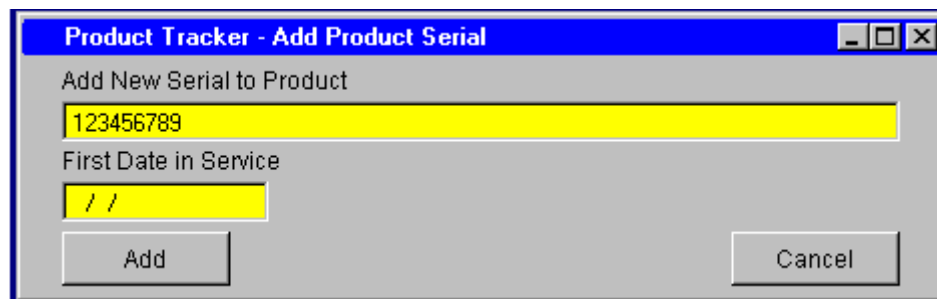 Product Tracker - Add Product Serial
Add New Serial to Product
123456789
First Date in Service
/ /
Add Cancel